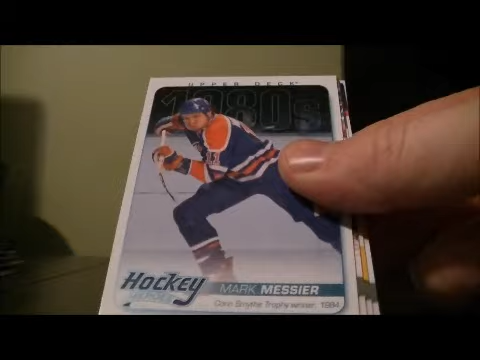 UPPER DECK
1980s
Hockey
MARK MESSIER
Conn Smythe Trophy winner, 1984